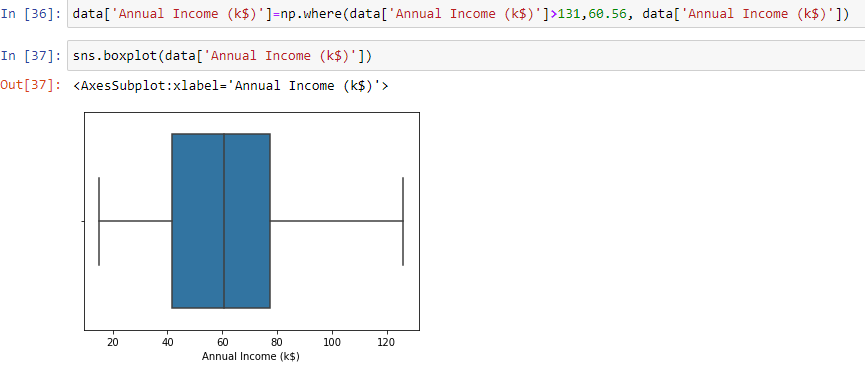 In [36]: data['Annual Income (k$)']=np.where(data['Annual Income (k$)']>131,60.56, data['Annual Income (k$)'])
In [37]: sns.boxplot(data['Annual Income (k$)'])
Out[37]: <AxesSubplot:xlabel='Annual Income (k$)'>
20 40 60 80 100 120
Annual Income (k$)